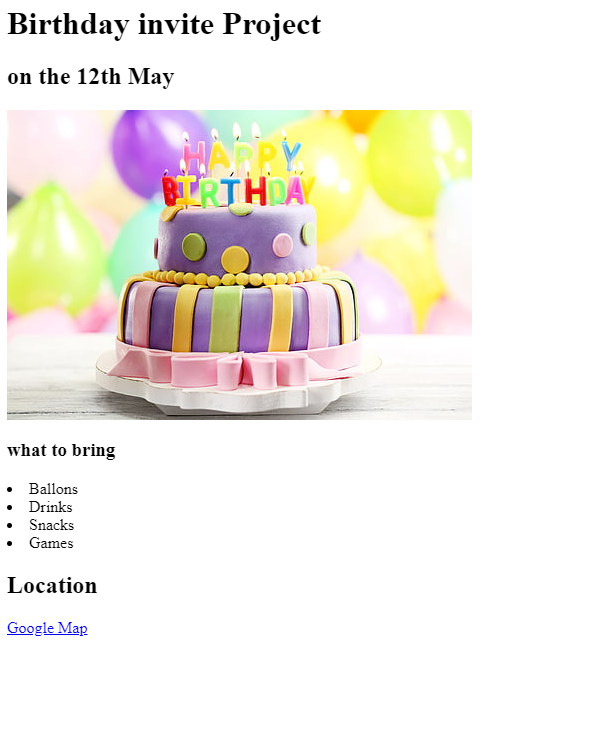 Birthday invite Project
on the 12th May
HAPPY
BIRTHDAY
what to bring
Ballons
Drinks
Snacks
Games
Location
Google Map